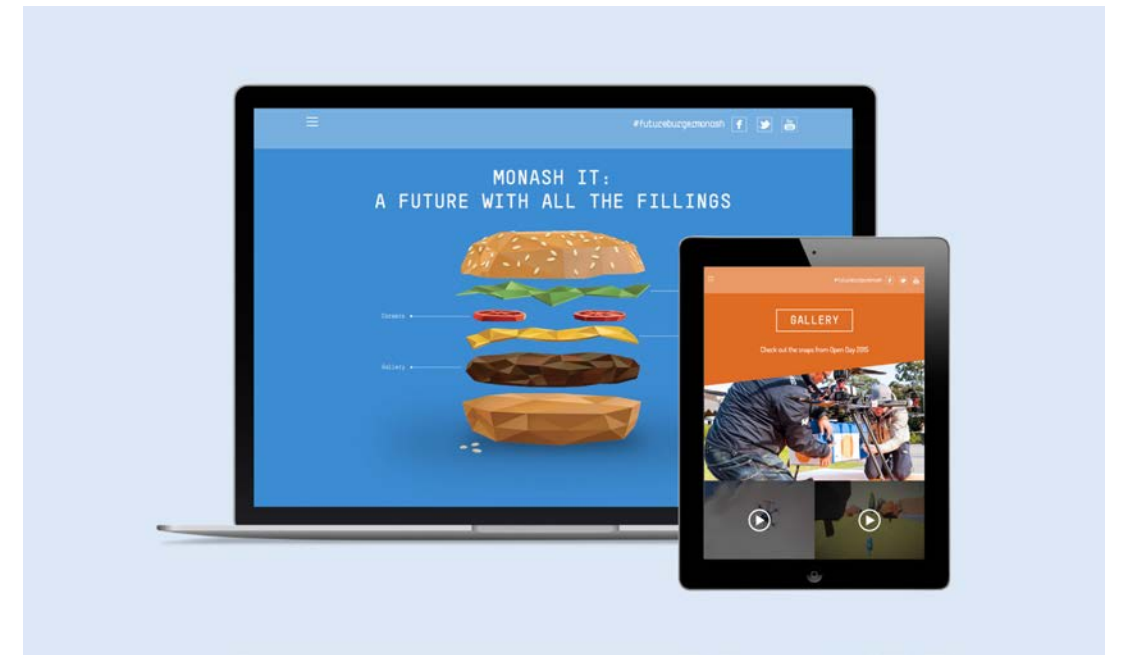 #futureburgermonash
MONASH IT:
A FUTURE WITH ALL THE FILLINGS
Careers
Gallery
#futureburgermonash
GALLERY
Check out the snaps from Open Day 2015